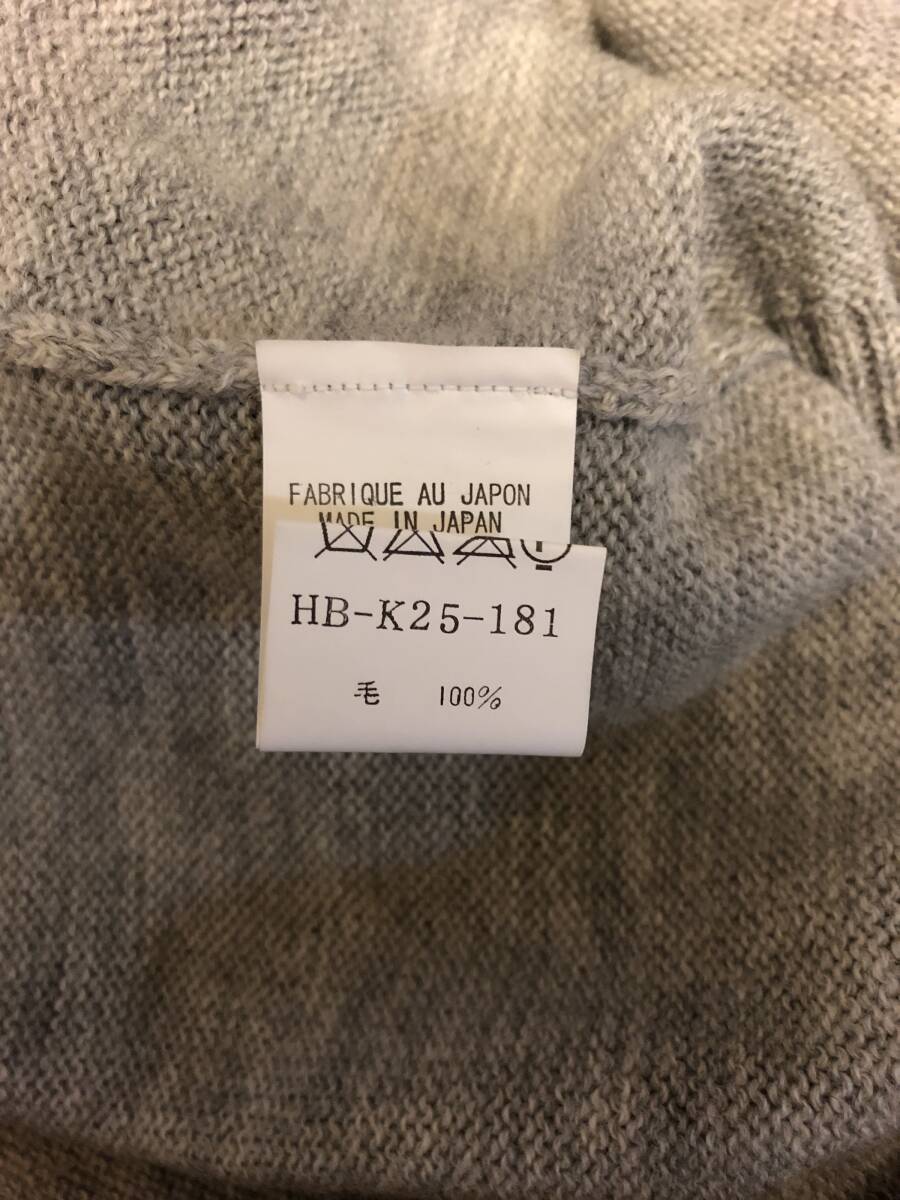 FABRIQUE AU JAPON
MADE IN JAPAN
HB-K25-181
毛 100%